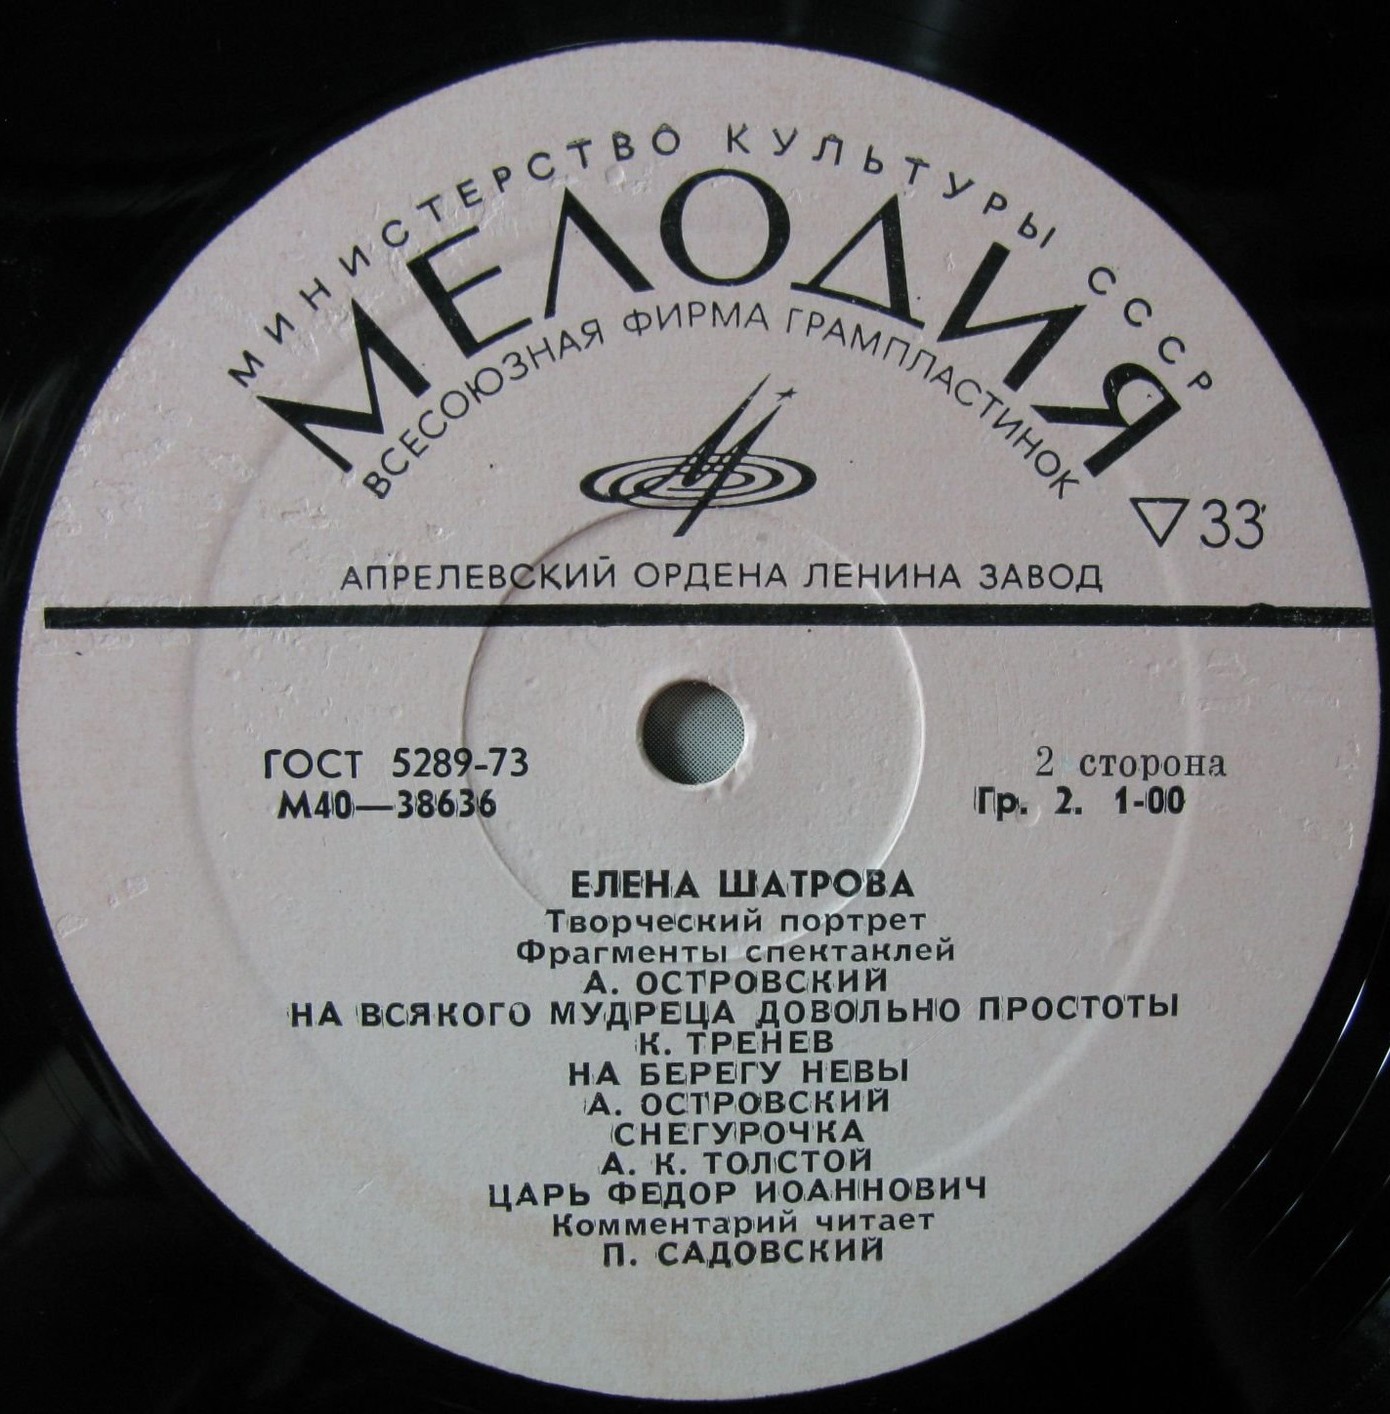 МИНИСТЕРСТВО КУЛЬТУРЫ СССР
МЕЛОДИЯ
ВСЕСОЮЗНАЯ ФИРМА ГРАМПЛАСТИНОК
33
АПРЕЛЕВСКИЙ ОРДЕНА ЛЕНИНА ЗАВОД
ГОСТ 5289-73
М40—38636
2 сторона
Гр. 2. 1-00
ЕЛЕНА ШАТРОВА
Творческий портрет
Фрагменты спектаклей
А. ОСТРОВСКИЙ
НА ВСЯКОГО МУДРЕЦА ДОВОЛЬНО ПРОСТОТЫ
К. ТРЕНЕВ
НА БЕРЕГУ НЕВЫ
А. ОСТРОВСКИЙ
СНЕГУРОЧКА
А. К. ТОЛСТОЙ
ЦАРЬ ФЕДОР ИОАННОВИЧ
Комментарий читает
П. САДОВСКИЙ